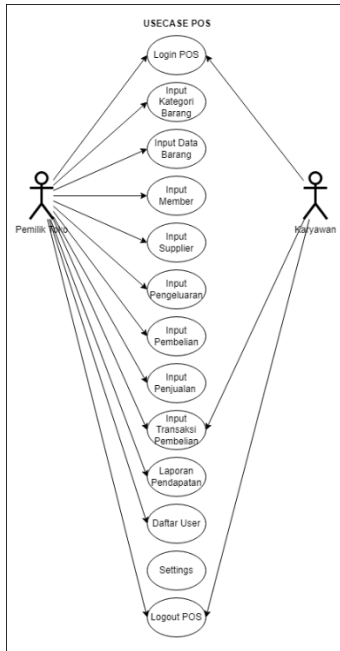 USECASE POS
Login POS
Input
Kategori
Barang
Input Data
Barang
Input
Member
Pemilik Toko
Karyawan
Input
Supplier
Input
Pengeluaran
Input
Pembelian
Input
Penjualan
Input
Transaksi
Pembelian
Laporan
Pendapatan
Daftar User
Settings
Logout POS